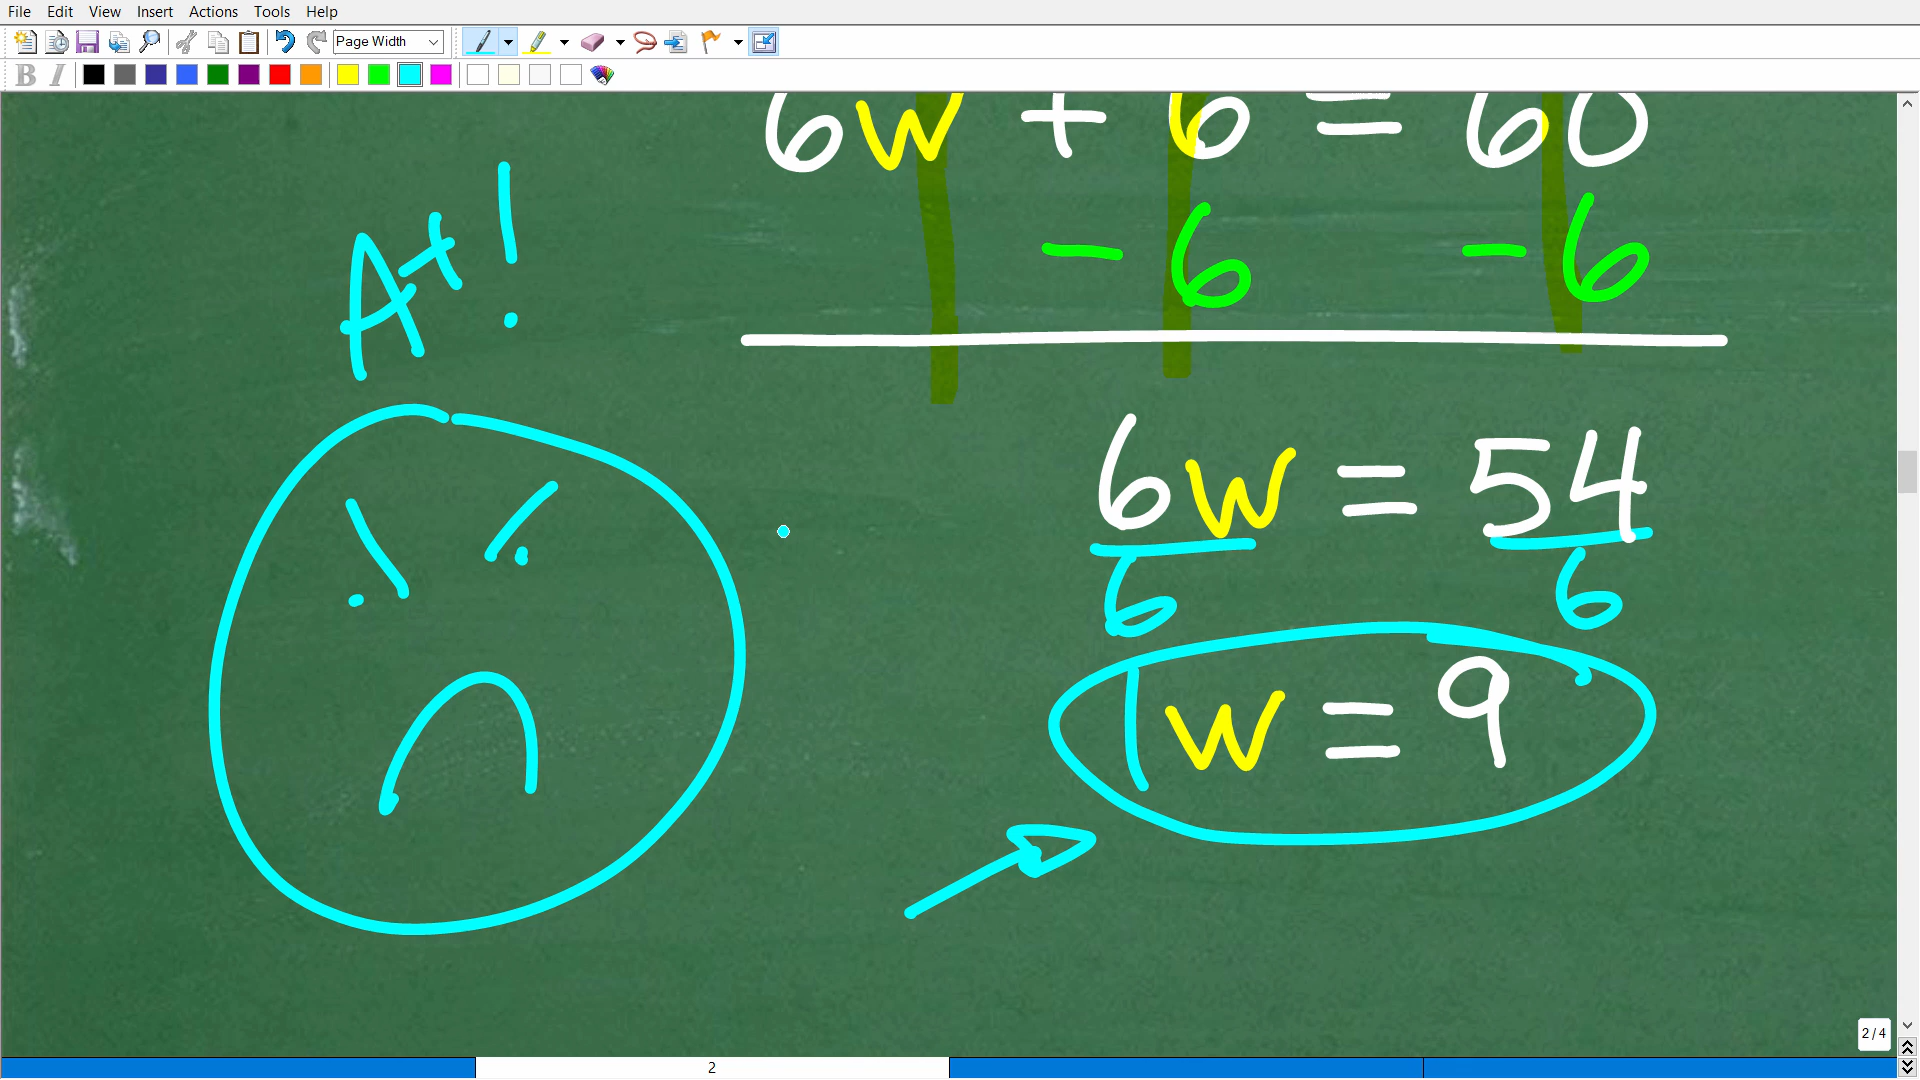 File Edit View Insert Actions Tools Help
Page Width
B I
6w + 6 = 60
- 6 - 6
A+!
6w = 54
6 6
1w = 9
2/4
2